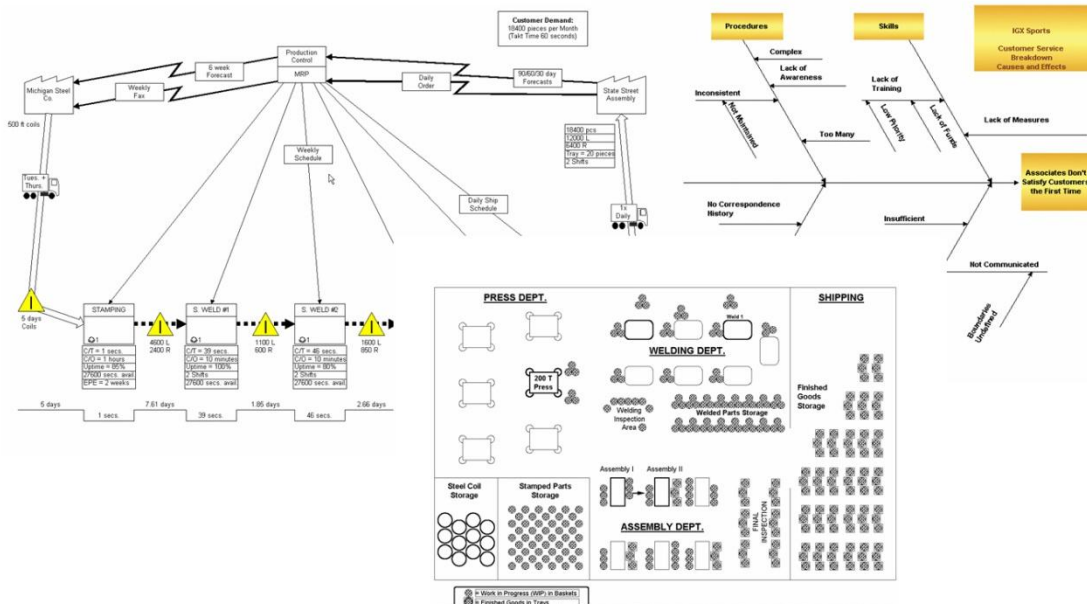 Customer Demand:
18400 pieces per Month
(Takt Time 60 seconds)
Production
Control
MRP
6 week
Forecast
Weekly
Fax
Daily
Order
90/60/30 day
Forecasts
Michigan Steel
Co.
State Street
Assembly
500 ft coils
18400 pcs
12000 L
6400 R
Tray = 20 pieces
2 Shifts
Weekly
Schedule
Tues. +
Thurs.
Daily Ship
Schedule
1x
Daily
5 days
Coils
STAMPING
1
C/T = 1 secs.
C/O = 1 hours
Uptime = 85%
27600 secs. avail.
EPE = 2 weeks
4600 L
2400 R
S. WELD #1
1
C/T = 39 secs.
C/O = 10 minutes
Uptime = 100%
2 Shifts
27600 secs. avail.
1100 L
600 R
S. WELD #2
1
C/T = 46 secs.
C/O = 10 minutes
Uptime = 80%
2 Shifts
27600 secs. avail.
1600 L
850 R
5 days
1 secs.
7.61 days
39 secs.
1.85 days
46 secs.
2.66 days
Procedures
Skills
IGX Sports
Customer Service
Breakdown
Causes and Effects
Complex
Lack of
Awareness
Inconsistent
Not Maintained
Too Many
Lack of
Training
Low Priority
Lack of Funds
Lack of Measures
Associates Don't
Satisfy Customers
the First Time
No Correspondence
History
Insufficient
Not Communicated
Boundaries
Undefined
PRESS DEPT.
200 T
Press
Weld 1
WELDING DEPT.
Welding
Inspection
Area
Welded Parts Storage
SHIPPING
Finished
Goods
Storage
Steel Coil
Storage
Stamped Parts
Storage
Assembly I
Assembly II
ASSEMBLY DEPT.
FINAL
INSPECTION
= Work in Progress (WIP) in Baskets
= Finished Goods in Trays